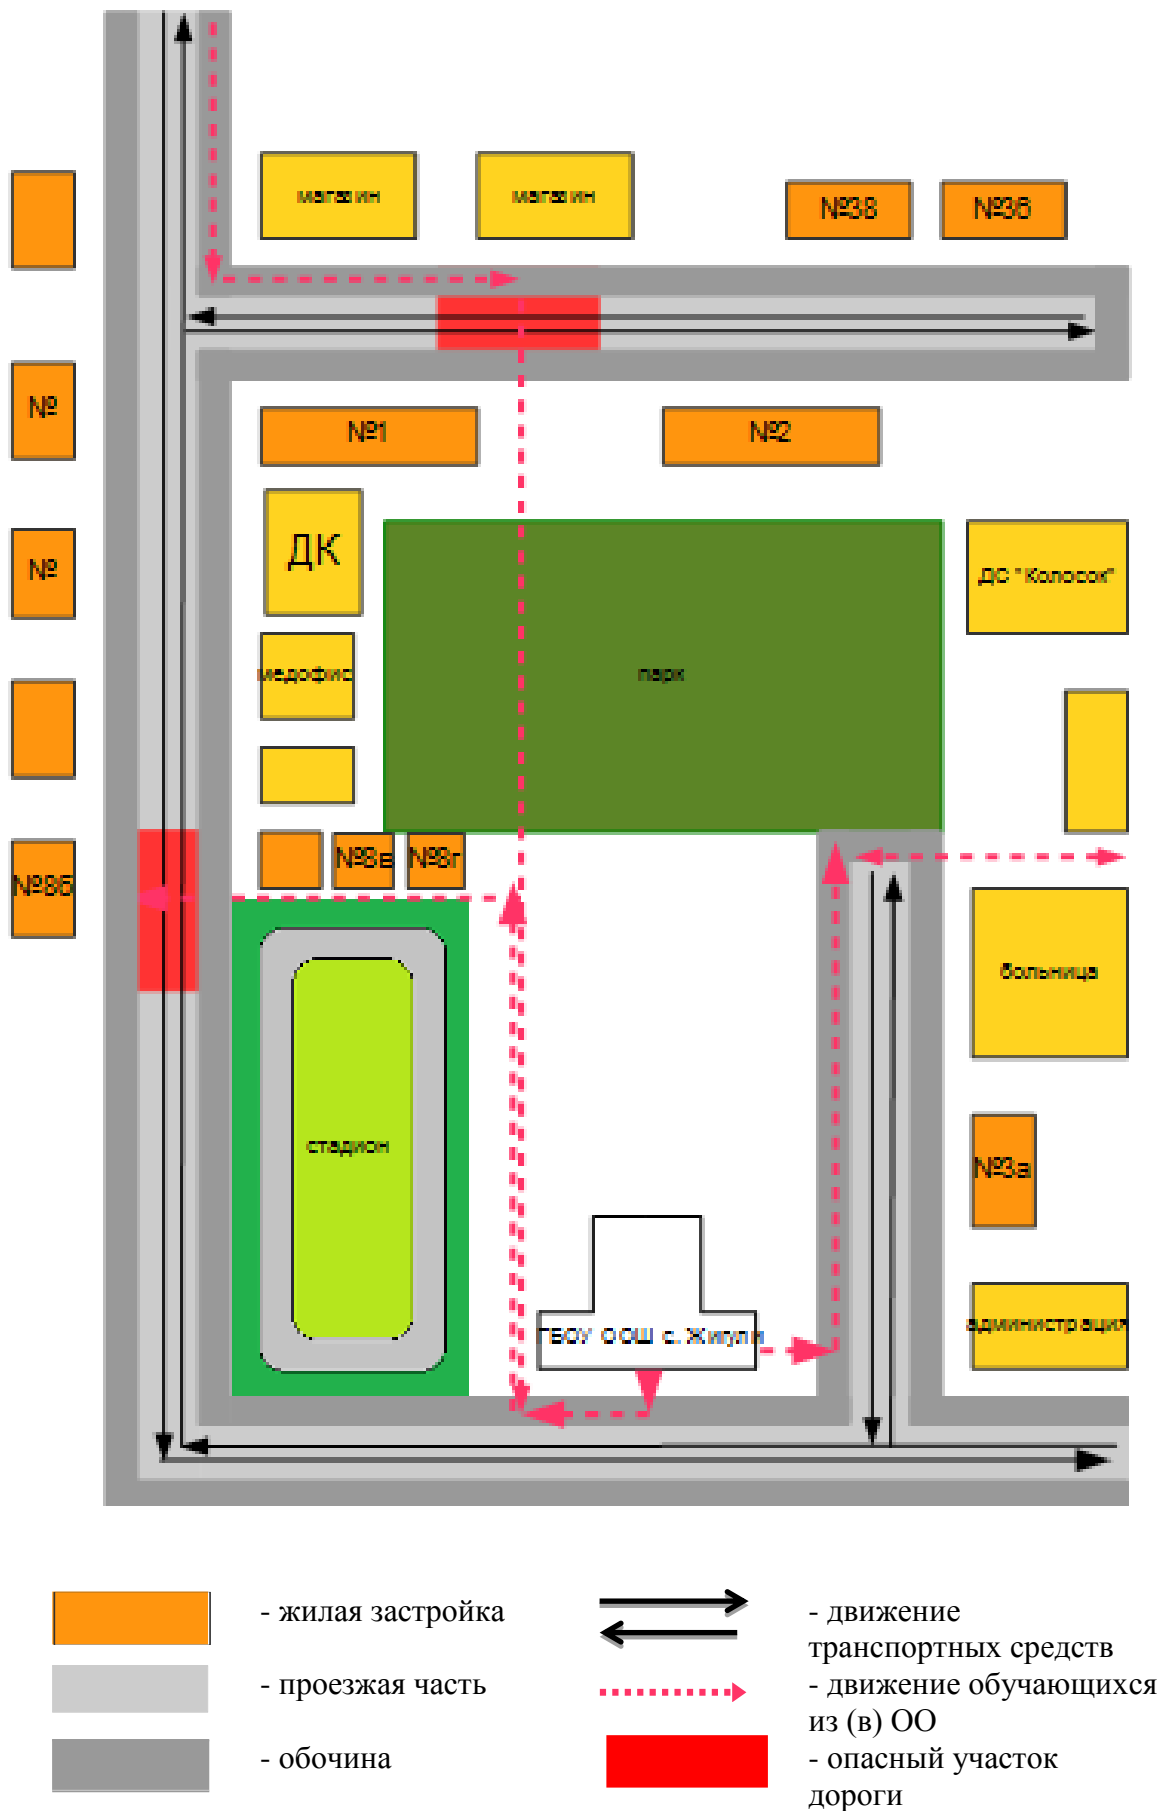 магазин
магазин
№38
№36
№
№1
№2
ДК
№
ДС "Колосок"
медофис
парк
№8в
№8г
№8б
больница
стадион
№3а
ГБОУ ООШ с. Жигули
администрация
- жилая застройка
- движение
транспортных средств
- проезжая часть
- движение обучающихся
из (в) ОО
- обочина
- опасный участок
дороги